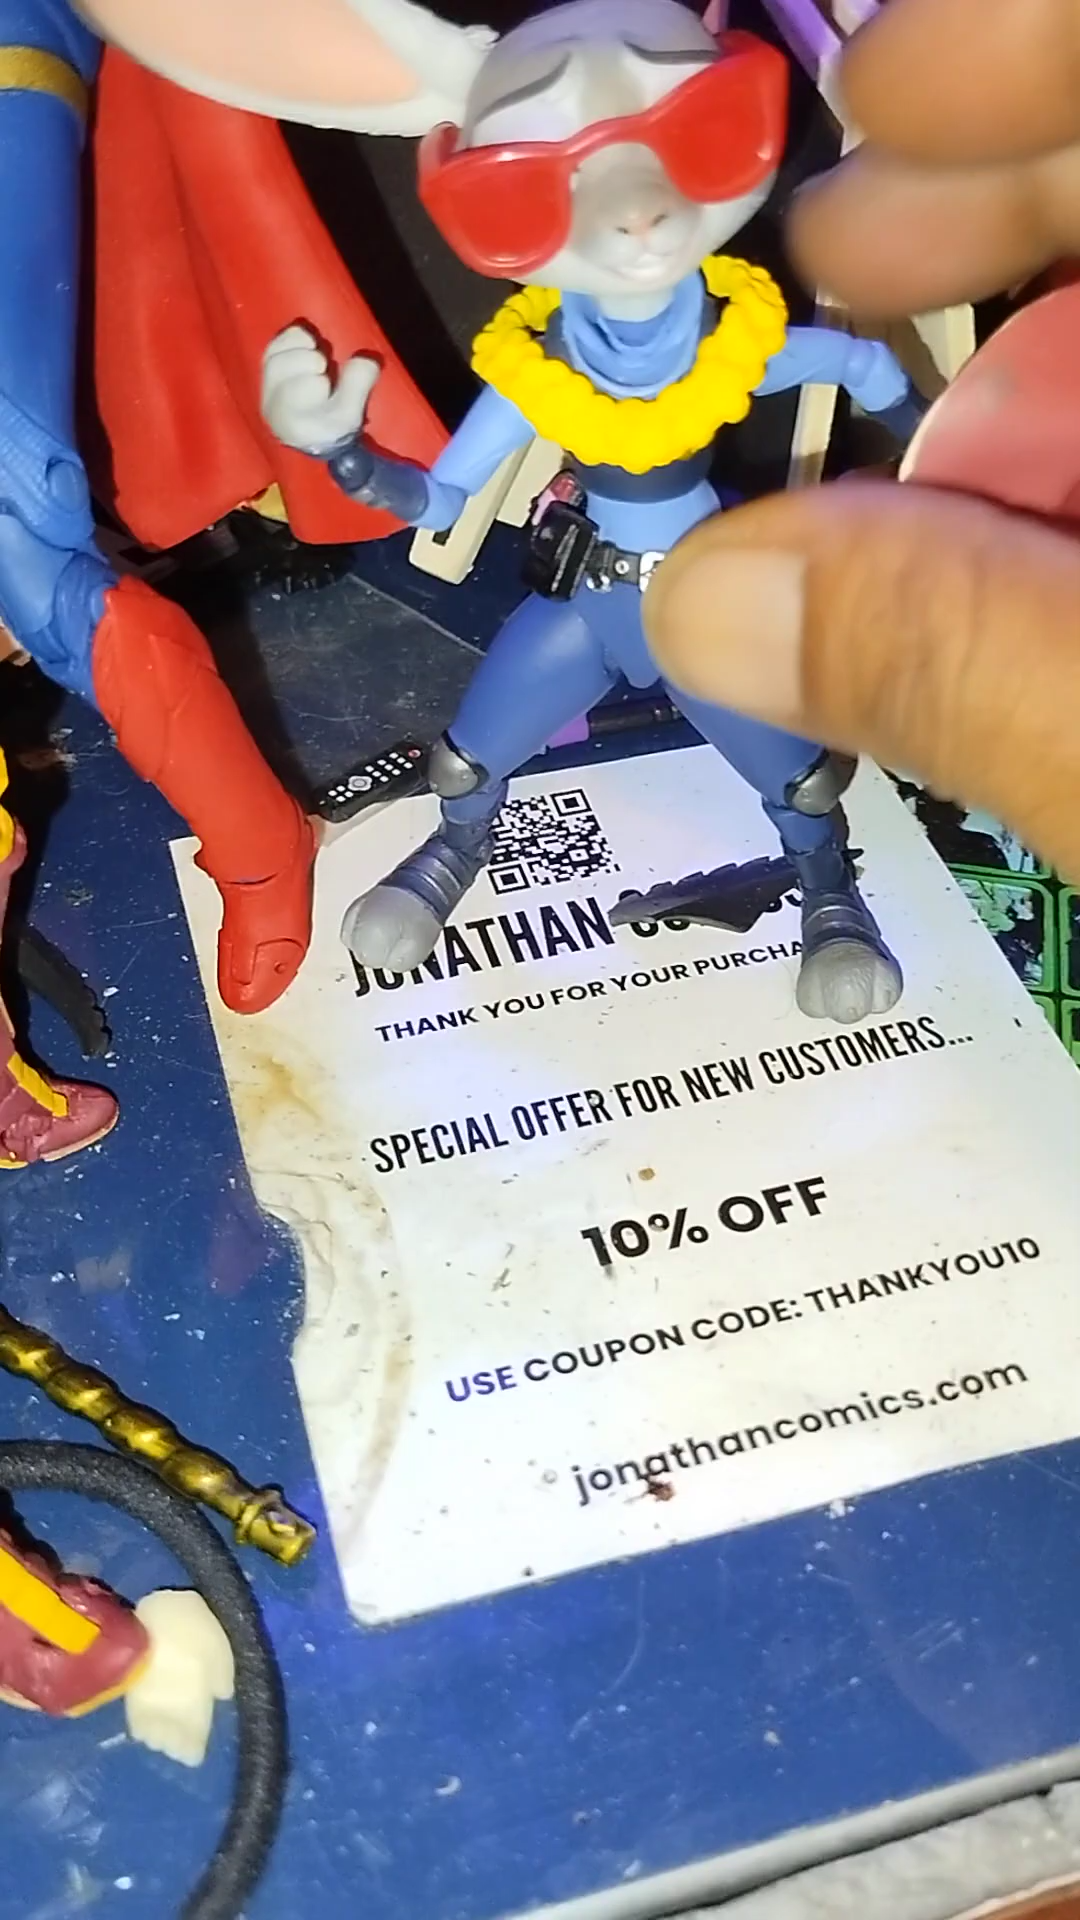 JONATHAN
THANK YOU FOR YOUR PURCHA
SPECIAL OFFER FOR NEW CUSTOMERS...
10% OFF
USE COUPON CODE: THANKYOU10
jonathancomics.com